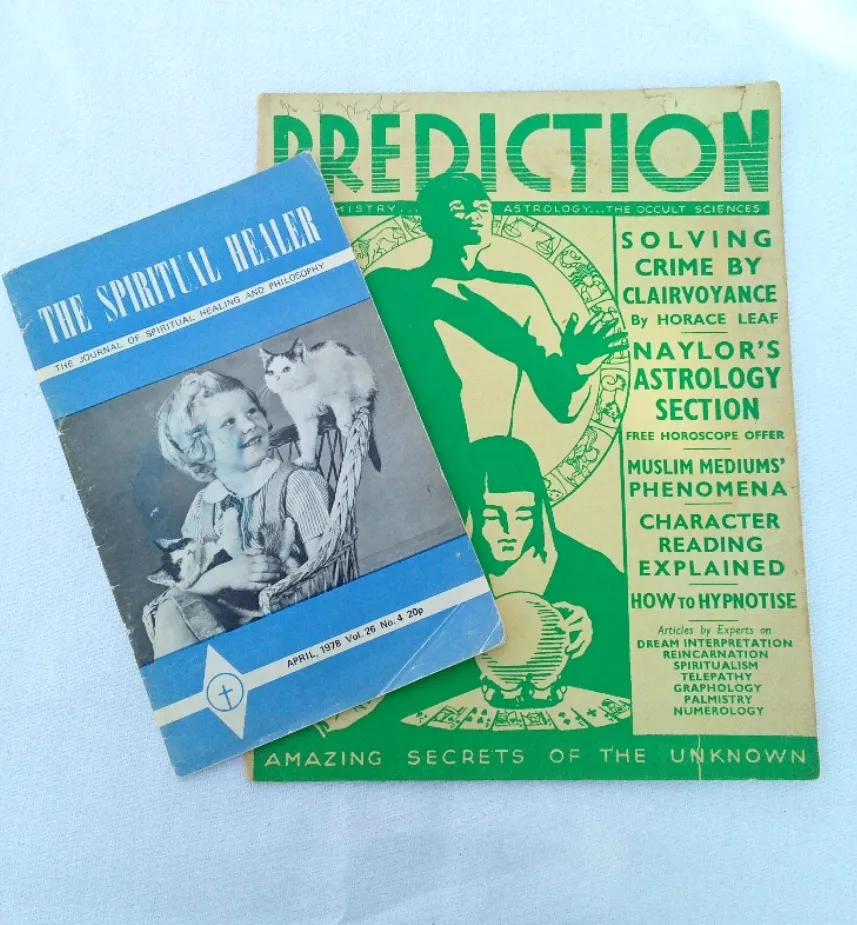 THE SPIRITUAL HEALER
THE JOURNAL OF SPIRITUAL HEALING AND PHILOSOPHY
APRIL, 1978 Vol. 26 No. 4 20p
PREDICTION
ASTROLOGY...THE OCCULT SCIENCES
SOLVING
CRIME BY
CLAIRVOYANCE
By HORACE LEAF
NAYLOR'S
ASTROLOGY
SECTION
FREE HOROSCOPE OFFER
MUSLIM MEDIUMS'
PHENOMENA
CHARACTER
READING
EXPLAINED
HOW TO HYPNOTISE
Articles by Experts on
DREAM INTERPRETATION
REINCARNATION
SPIRITUALISM
TELEPATHY
GRAPHOLOGY
PALMISTRY
NUMEROLOGY
AMAZING SECRETS OF THE UNKNOWN